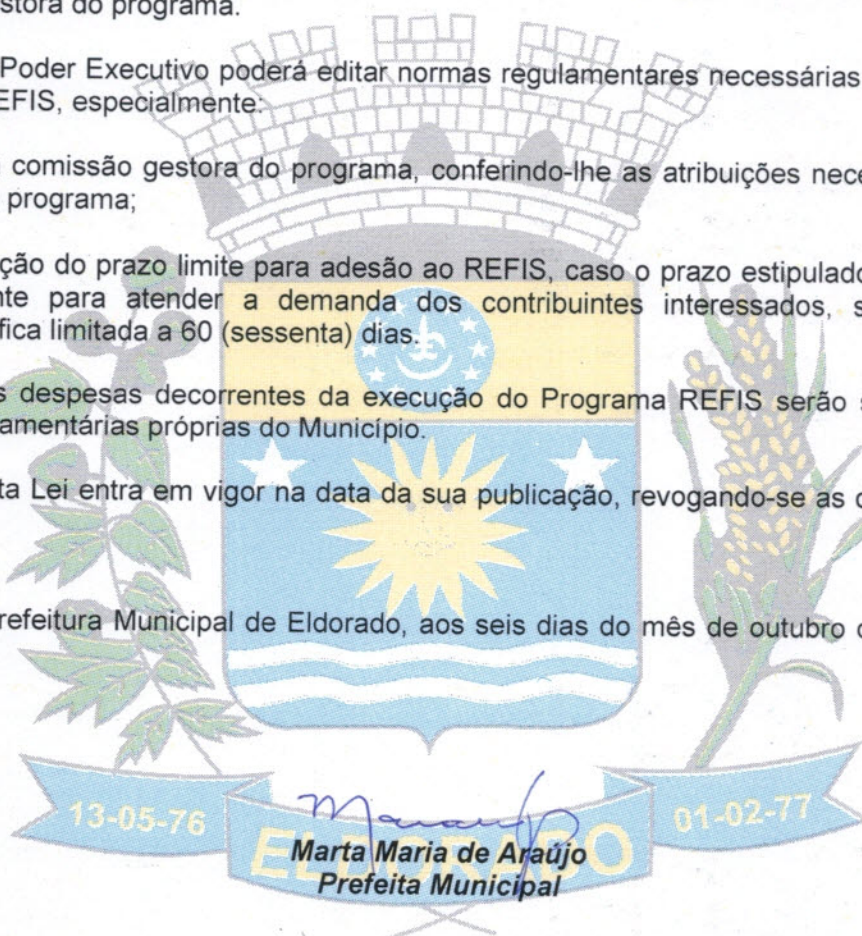 stora do programa.
Poder Executivo poderá editar normas regulamentares necessárias
EFIS, especialmente:
comissão gestora do programa, conferindo-lhe as atribuições nece
programa;
ção do prazo limite para adesão ao REFIS, caso o prazo estipulado
nte para atender a demanda dos contribuintes interessados, s
fica limitada a 60 (sessenta) dias.
s despesas decorrentes da execução do Programa REFIS serão s
amentárias próprias do Município.
ta Lei entra em vigor na data da sua publicação, revogando-se as d
refeitura Municipal de Eldorado, aos seis dias do mês de outubro d
13-05-76
01-02-77
ELDORADO
Marta Maria de Araújo
Prefeita Municipal